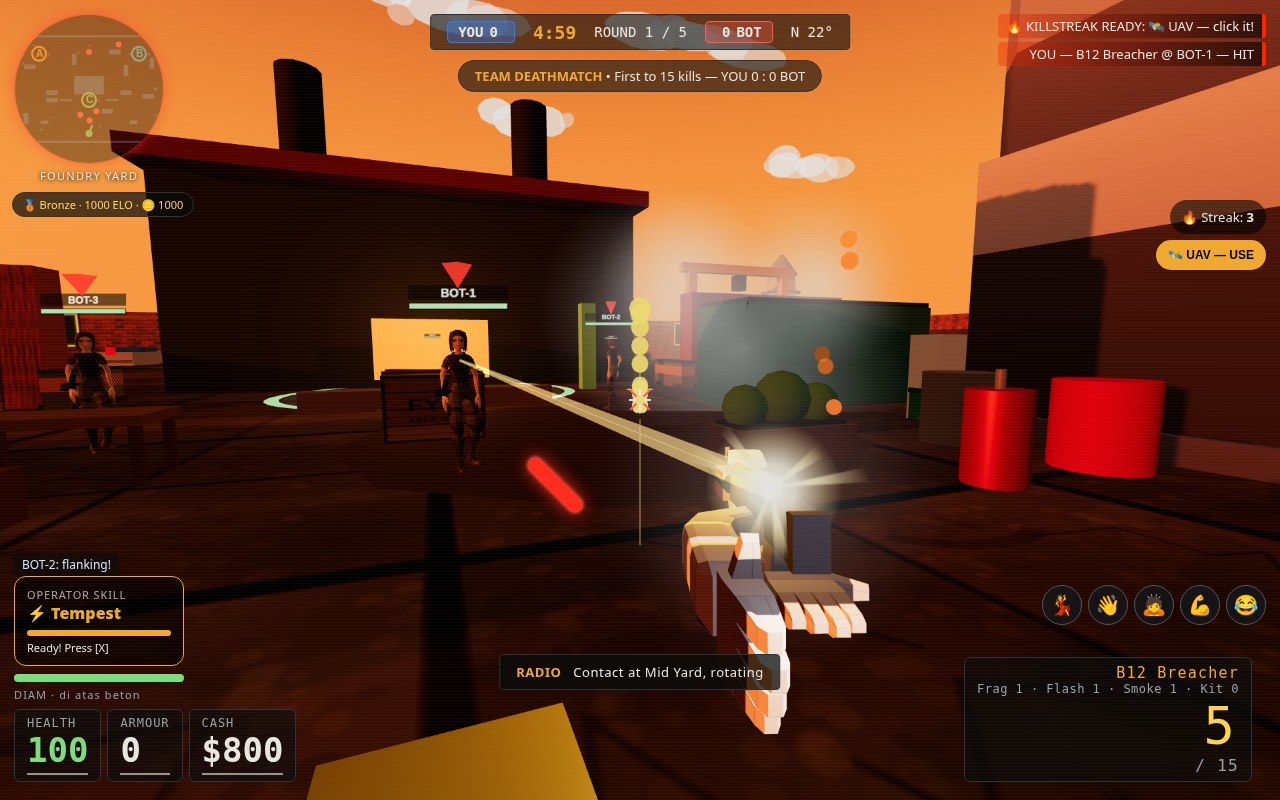 YOU 0 4:59 ROUND 1 / 5 0 BOT N 22°
TEAM DEATHMATCH • First to 15 kills — YOU 0 : 0 BOT
🔥 KILLSTREAK READY: 🛰️ UAV — click it!
YOU — B12 Breacher @ BOT-1 — HIT
A
B
C
FOUNDRY YARD
🥉 Bronze · 1000 ELO · 🪙 1000
🔥 Streak: 3
🛰️ UAV — USE
BOT-3
BOT-1
BOT-2
BOT-2: flanking!
OPERATOR SKILL
⚡ Tempest
Ready! Press [X]
DIAM · di atas beton
HEALTH
100
ARMOUR
0
CASH
$800
RADIO Contact at Mid Yard, rotating
B12 Breacher
Frag 1 · Flash 1 · Smoke 1 · Kit 0
5
/ 15